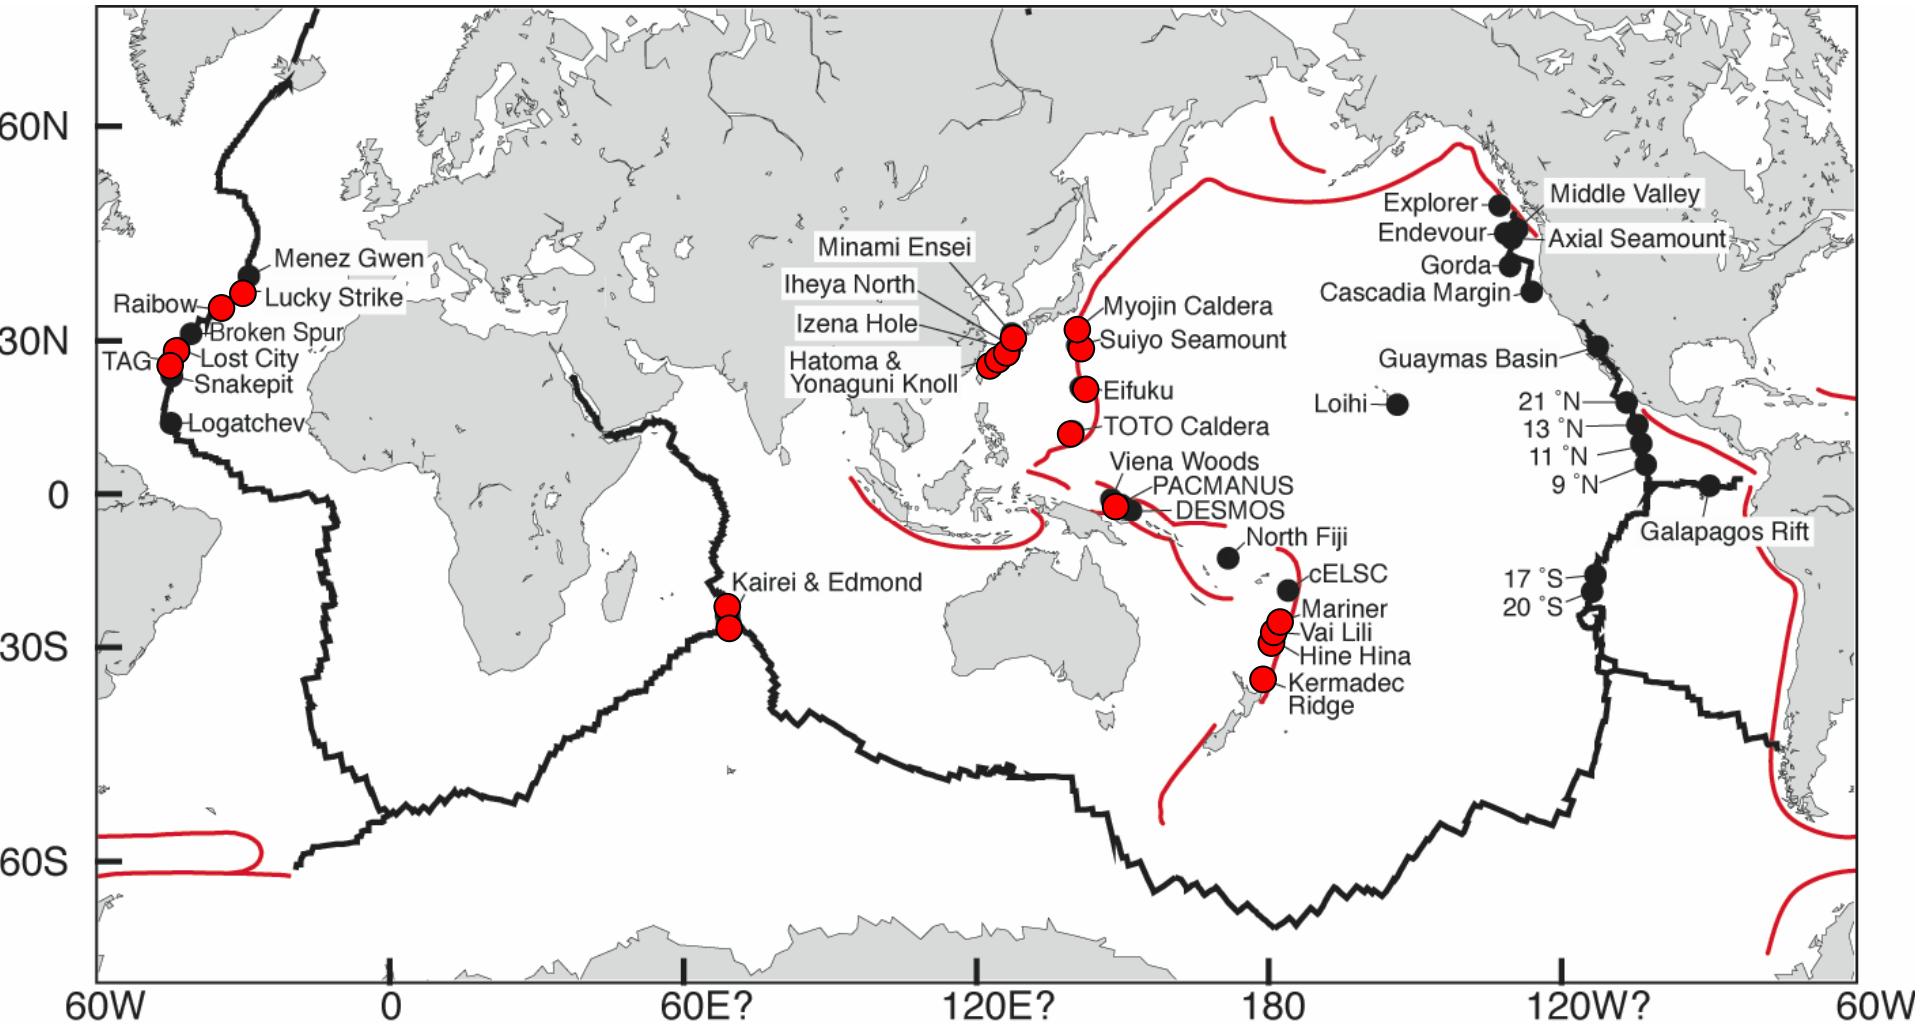 60N
30N
0
30S
60S
60W
0
60E?
120E?
180
120W?
60W
Menez Gwen
Lucky Strike
Raibow
Broken Spur
TAG
Lost City
Snakepit
Logatchev
Kairei & Edmond
Minami Ensei
Iheya North
Izena Hole
Hatoma &
Yonaguni Knoll
Myojin Caldera
Suiyo Seamount
Eifuku
TOTO Caldera
Viena Woods
PACMANUS
DESMOS
North Fiji
cELSC
Mariner
Vai Lili
Hine Hina
Kermadec
Ridge
Loihi
Explorer
Middle Valley
Endevour
Axial Seamount
Gorda
Cascadia Margin
Guaymas Basin
21 °N
13 °N
11 °N
9 °N
Galapagos Rift
17 °S
20 °S